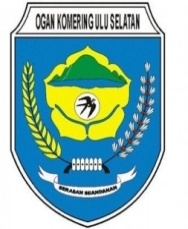 OGAN KOMERING ULU SELATAN
SERASAN SEANDANAN